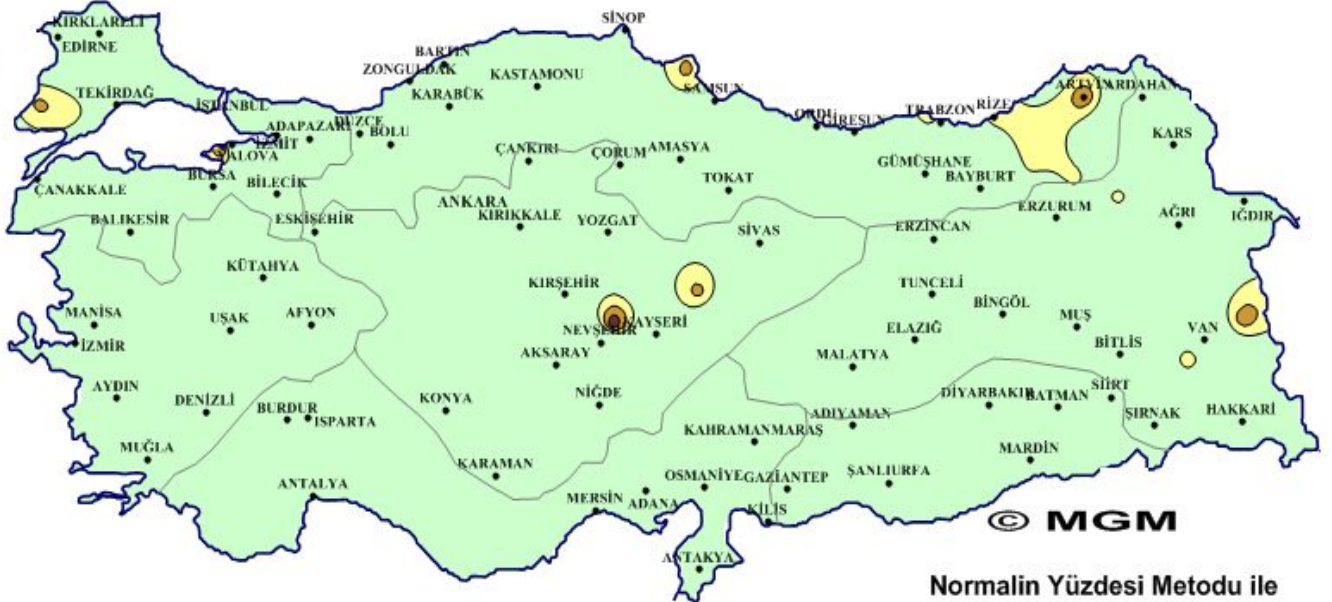 SİNOP
KIRKLARELİ
EDİRNE
BARTIN
ZONGULDAK
KASTAMONU
TEKİRDAĞ
İSTANBUL
KARABÜK
SAMSUN
ARTVİN
ARDAHAN
ADAPAZARI
DÜZCE
BOLU
İZMİT
YALOVA
ORDU
GİRESUN
TRABZON
RİZE
KARS
ÇANKIRI
ÇORUM
AMASYA
GÜMÜŞHANE
BAYBURT
ÇANAKKALE
BURSA
BİLECİK
TOKAT
ANKARA
KIRIKKALE
YOZGAT
BALIKESİR
ESKİŞEHİR
SİVAS
ERZİNCAN
ERZURUM
AĞRI
IĞDIR
KÜTAHYA
KIRŞEHİR
TUNCELİ
BİNGÖL
MANİSA
UŞAK
AFYON
NEVŞEHİR
KAYSERİ
ELAZIĞ
MUŞ
VAN
İZMİR
AKSARAY
MALATYA
BİTLİS
AYDIN
DENİZLİ
BURDUR
ISPARTA
KONYA
NİĞDE
ADIYAMAN
DİYARBAKIR
BATMAN
SİİRT
ŞIRNAK
HAKKARİ
MUĞLA
KAHRAMANMARAŞ
MARDİN
KARAMAN
OSMANİYE
GAZİANTEP
ŞANLIURFA
ANTALYA
MERSİN
ADANA
KİLİS
© MGM
ANTAKYA
Normalin Yüzdesi Metodu ile